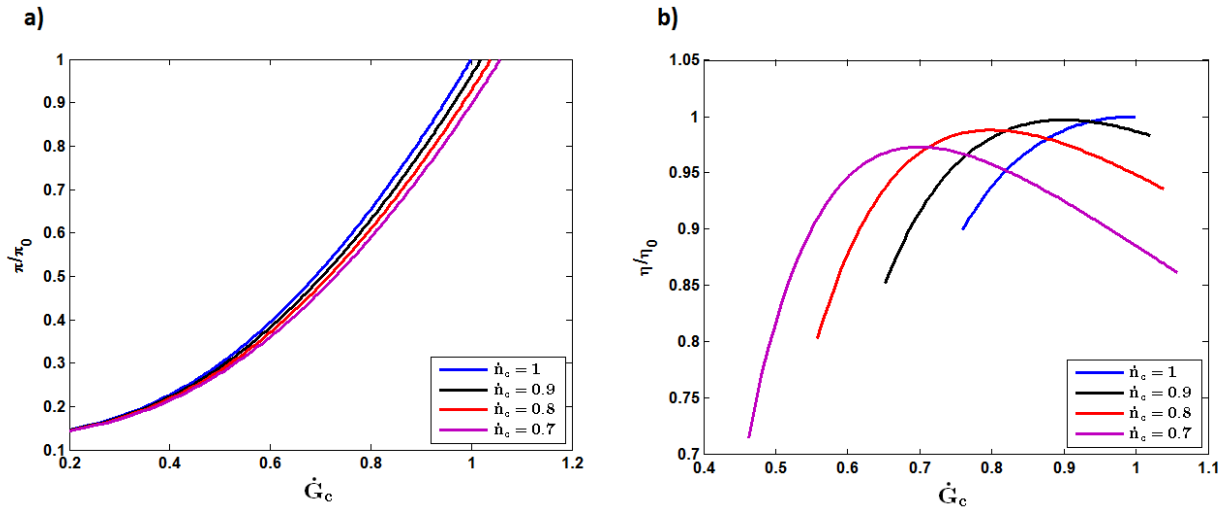 a)
1
0.9
0.8
0.7
0.6
0.5
0.4
0.3
0.2
0.1
π/π₀
0.2
0.4
0.6
0.8
1
1.2
Ġc
ṅc = 1
ṅc = 0.9
ṅc = 0.8
ṅc = 0.7
b)
1.05
1
0.95
0.9
0.85
0.8
0.75
0.7
η/η₀
0.4
0.5
0.6
0.7
0.8
0.9
1
1.1
Ġc
ṅc = 1
ṅc = 0.9
ṅc = 0.8
ṅc = 0.7